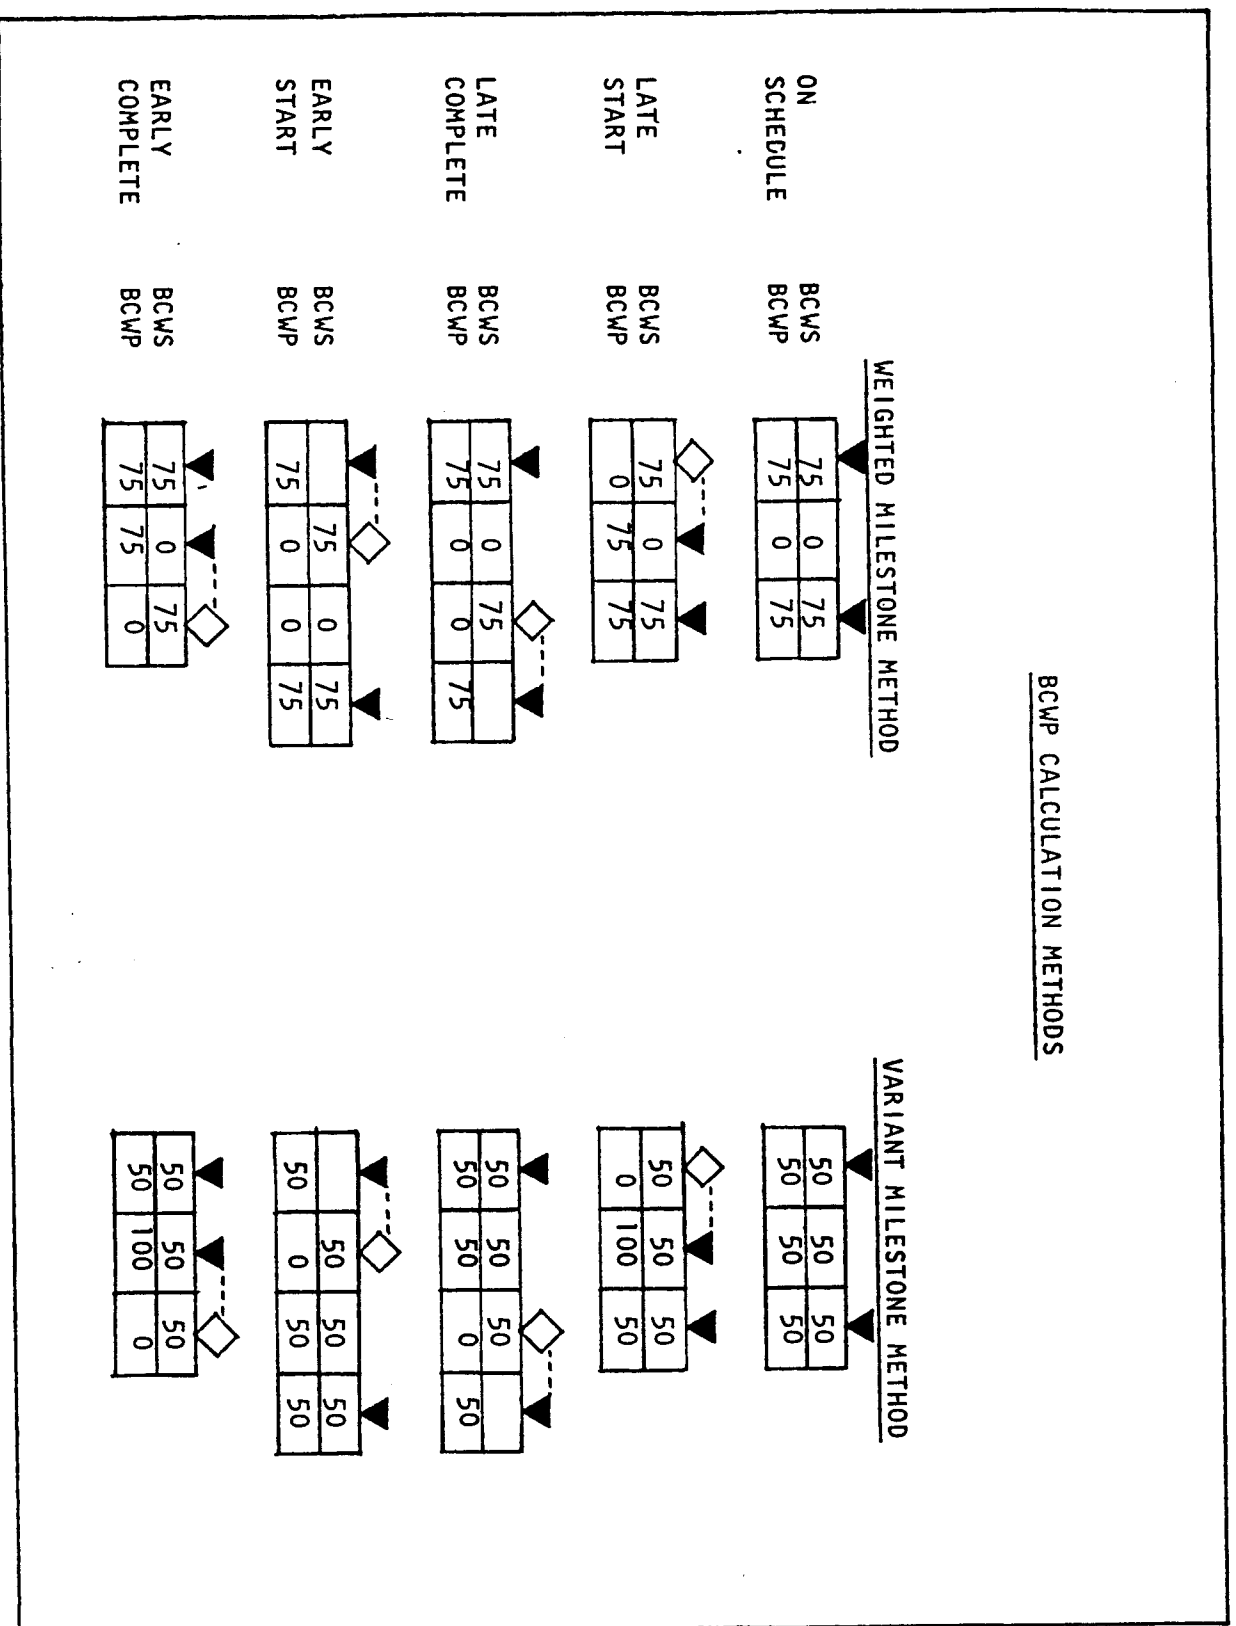 BCWP CALCULATION METHODS
WEIGHTED MILESTONE METHOD VARIANT MILESTONE METHOD
ON SCHEDULE
BCWS 75 0 75 50 50 50
BCWP 75 0 75 50 50 50
LATE START
BCWS 75 0 75 50 50 50
BCWP 0 75 75 0 100 50
LATE COMPLETE
BCWS 75 0 75 50 50 50
BCWP 75 0 0 75 50 50 0 50
EARLY START
BCWS 75 0 75 50 50 50
BCWP 75 0 0 75 50 0 50 50
EARLY COMPLETE
BCWS 75 0 75 50 50 50
BCWP 75 75 0 50 100 0